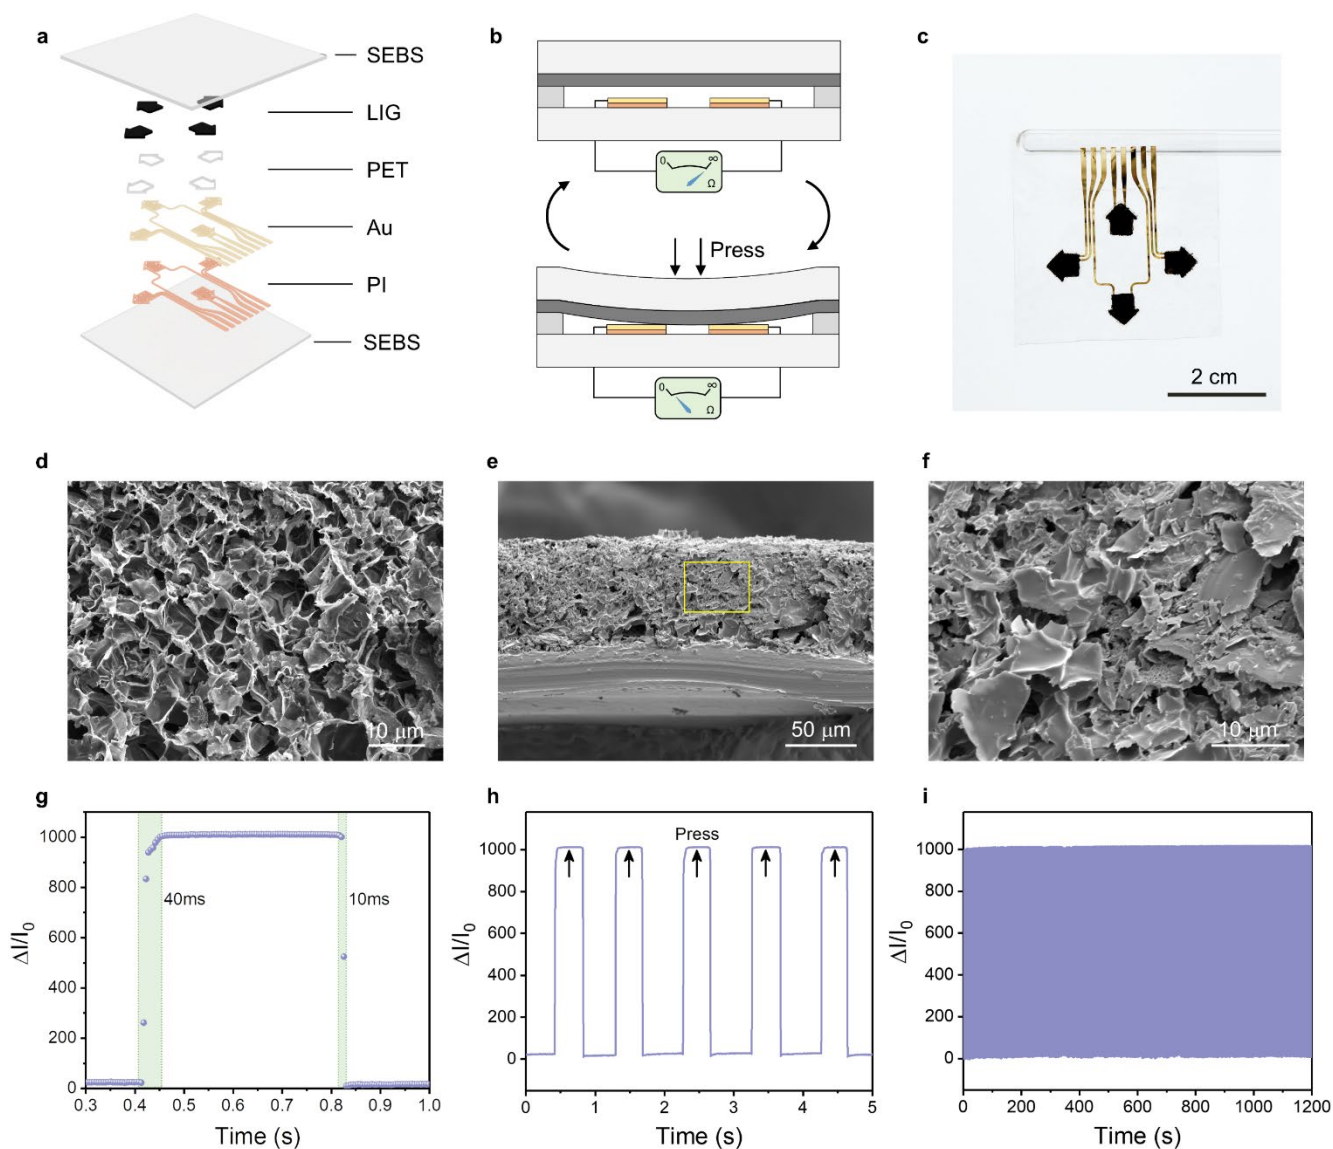 a
SEBS
LIG
PET
Au
PI
SEBS
b
0 ∞
Ω
Press
0 ∞
Ω
c
2 cm
d
10 μm
e
50 μm
f
10 μm
g
ΔI/I0
1000
800
600
400
200
0
40ms
10ms
0.3 0.4 0.5 0.6 0.7 0.8 0.9 1.0
Time (s)
h
ΔI/I0
1000
800
600
400
200
0
Press
0 1 2 3 4 5
Time (s)
i
ΔI/I0
1000
800
600
400
200
0
0 200 400 600 800 1000 1200
Time (s)